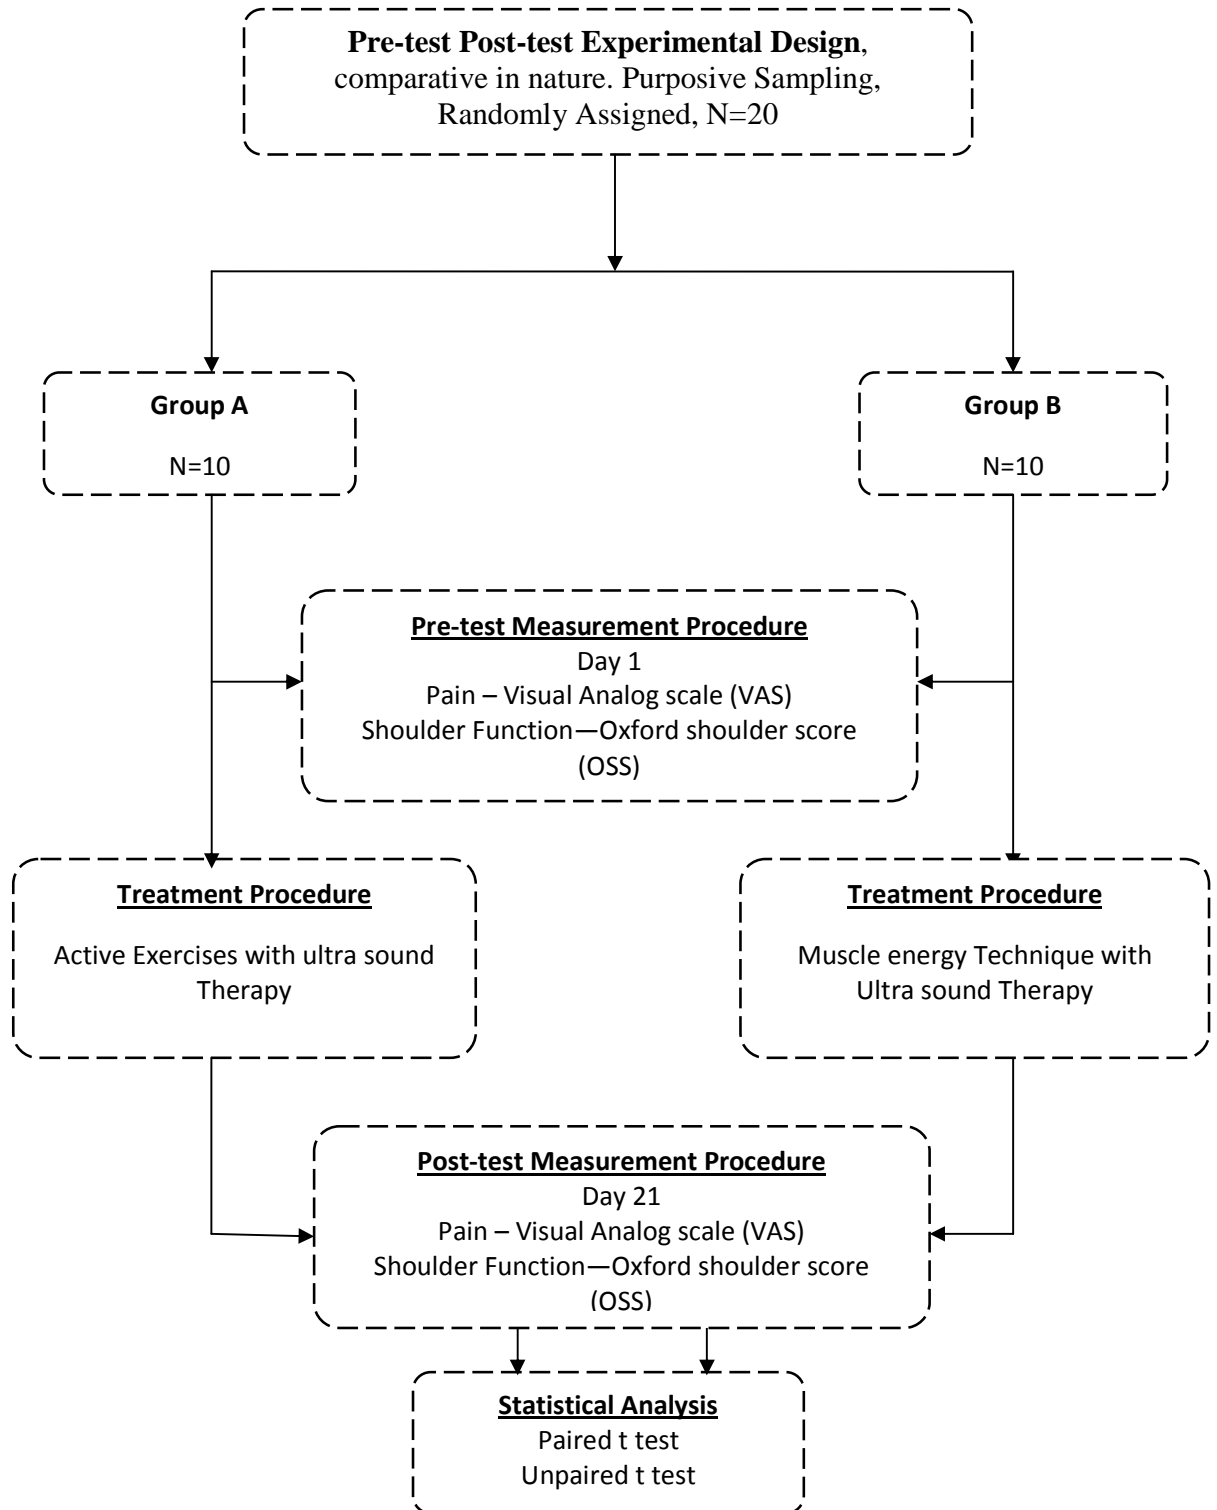 Pre-test Post-test Experimental Design,
comparative in nature. Purposive Sampling,
Randomly Assigned, N=20
Group A
N=10
Group B
N=10
Pre-test Measurement Procedure
Day 1
Pain – Visual Analog scale (VAS)
Shoulder Function—Oxford shoulder score
(OSS)
Treatment Procedure
Active Exercises with ultra sound
Therapy
Treatment Procedure
Muscle energy Technique with
Ultra sound Therapy
Post-test Measurement Procedure
Day 21
Pain – Visual Analog scale (VAS)
Shoulder Function—Oxford shoulder score
(OSS)
Statistical Analysis
Paired t test
Unpaired t test